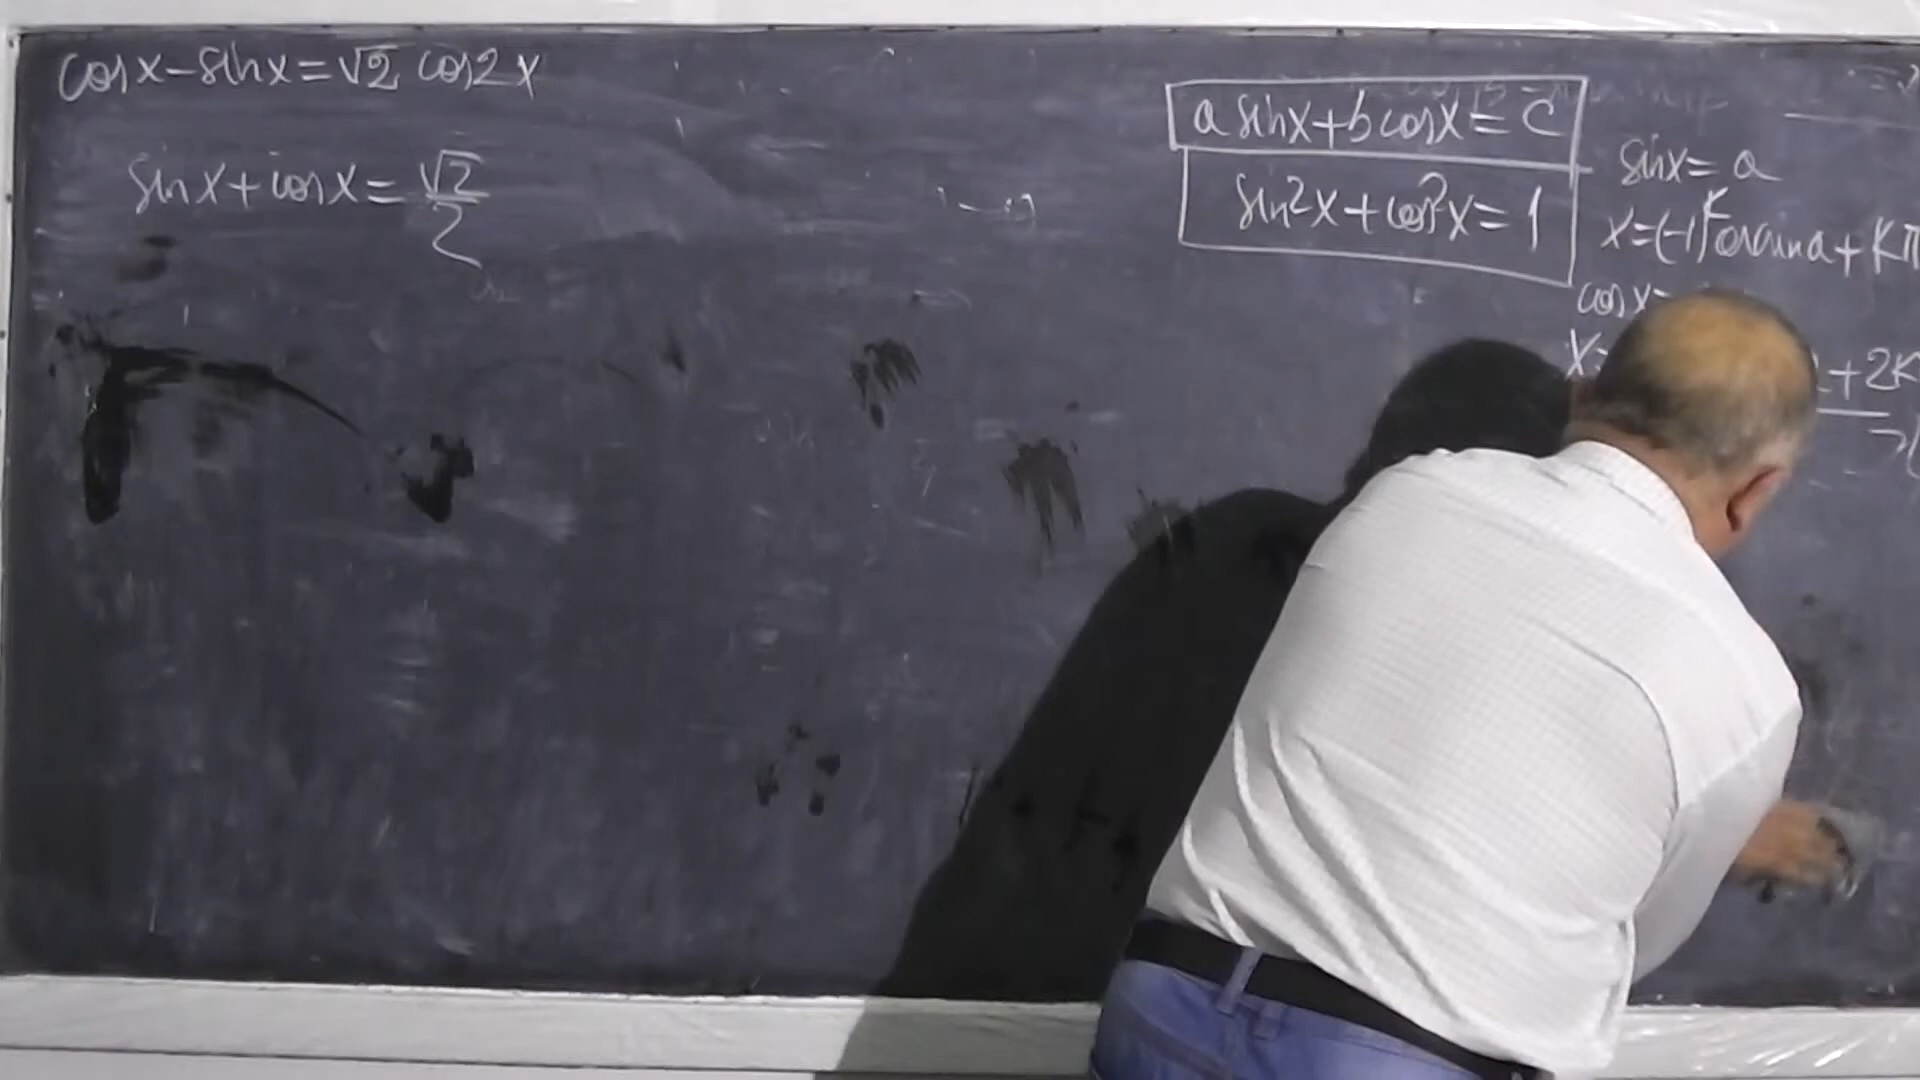 cosx-sinx=√2 cos2x
sinx+cosx=√2/2
a sinx+b cosx=c
sin²x+cos²x=1
sinx=a
x=(-1)^k arcsina+kπ
cosx=
x=
+2k